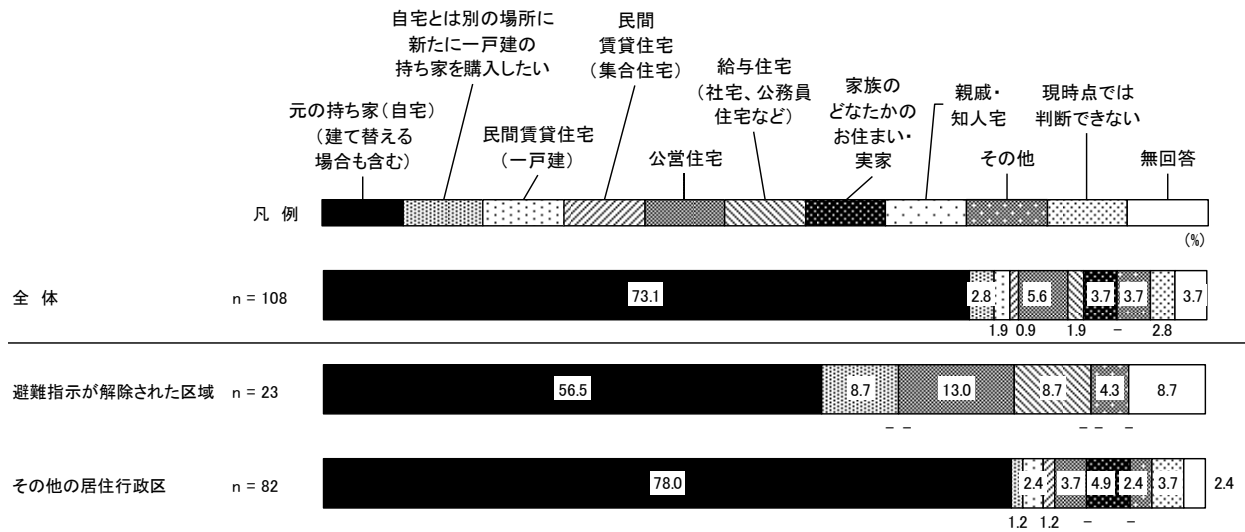 自宅とは別の場所に
新たに一戸建の
持ち家を購入したい
民間
賃貸住宅
(集合住宅)
給与住宅
(社宅、公務員
住宅など)
家族の
どなたかの
お住まい・
実家
親戚・
知人宅
現時点では
判断できない
元の持ち家(自宅)
(建て替える
場合も含む)
民間賃貸住宅
(一戸建)
公営住宅
その他
無回答
凡 例
(%)
全 体 n = 108
73.1 2.8 5.6 3.7 3.7 3.7
1.9 0.9 1.9 − 2.8
避難指示が解除された区域 n = 23
56.5 8.7 13.0 8.7 4.3 8.7
− − − − −
その他の居住行政区 n = 82
78.0 2.4 3.7 4.9 2.4 3.7 2.4
1.2 1.2 − −